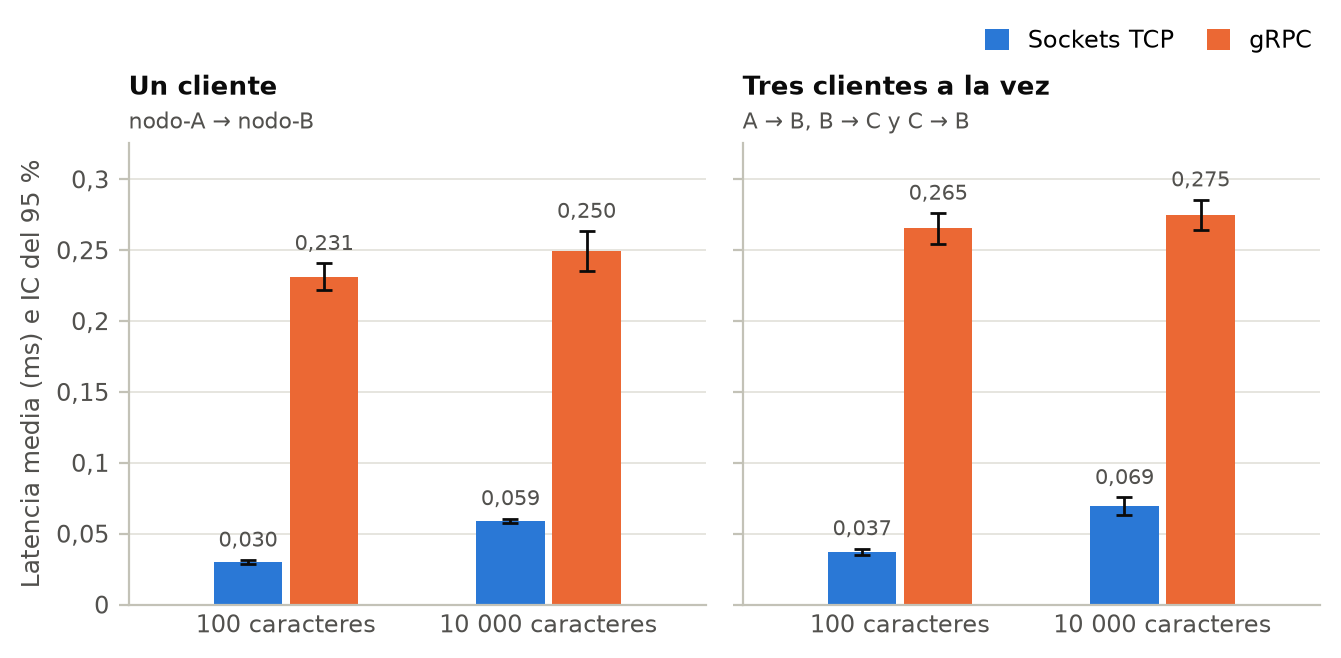 Sockets TCP
gRPC
Un cliente
nodo-A → nodo-B
Tres clientes a la vez
A → B, B → C y C → B
Latencia media (ms) e IC del 95 %
0,3
0,25
0,2
0,15
0,1
0,05
0
0,030
0,231
0,059
0,250
0,037
0,265
0,069
0,275
100 caracteres
10 000 caracteres
100 caracteres
10 000 caracteres